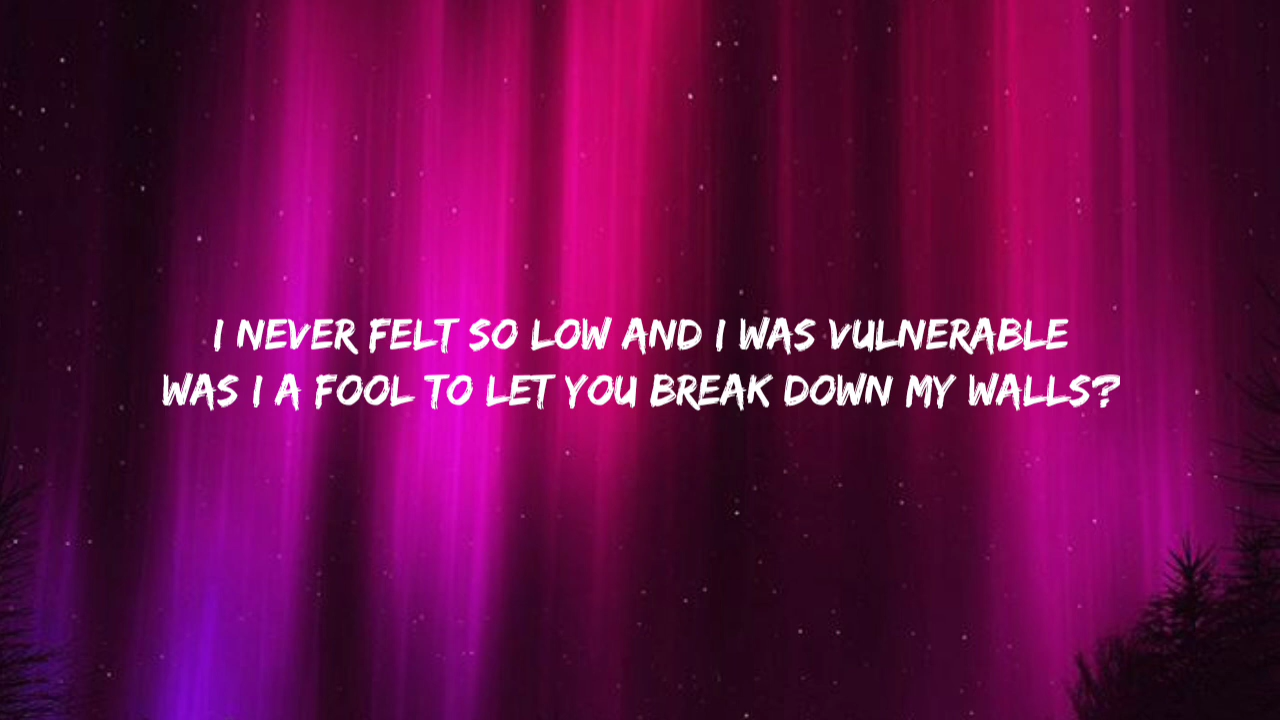 I NEVER FELT SO LOW AND I WAS VULNERABLE
WAS I A FOOL TO LET YOU BREAK DOWN MY WALLS?